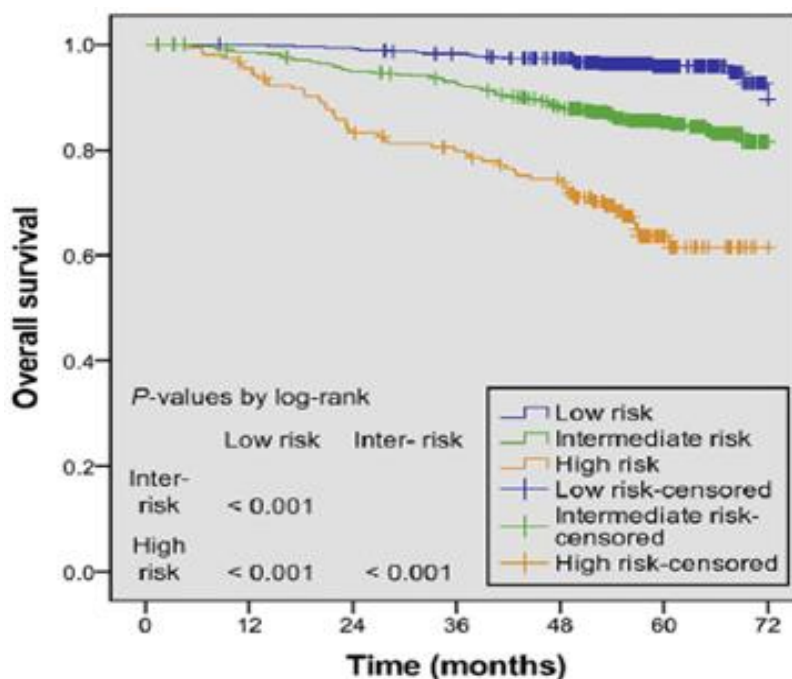 1.0
0.8
0.6
0.4
0.2
0.0
Overall survival
P-values by log-rank
Low risk Inter- risk
Inter-
risk < 0.001
High
risk < 0.001 < 0.001
Low risk
Intermediate risk
High risk
Low risk-censored
Intermediate risk-
censored
High risk-censored
0 12 24 36 48 60 72
Time (months)